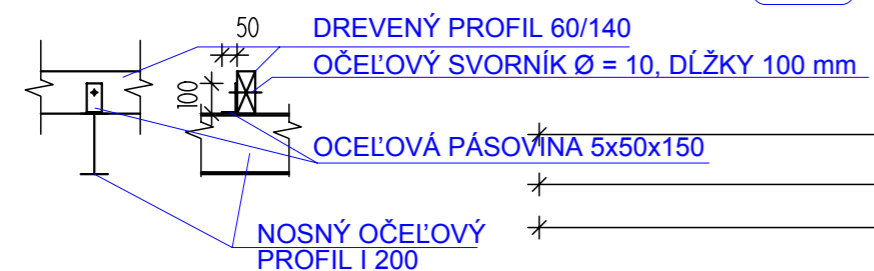 50
DREVENÝ PROFIL 60/140
OČEĽOVÝ SVORNÍK Ø = 10, DĹŽKY 100 mm
100
OCEĽOVÁ PÁSOVINA 5x50x150
NOSNÝ OČEĽOVÝ
PROFIL I 200